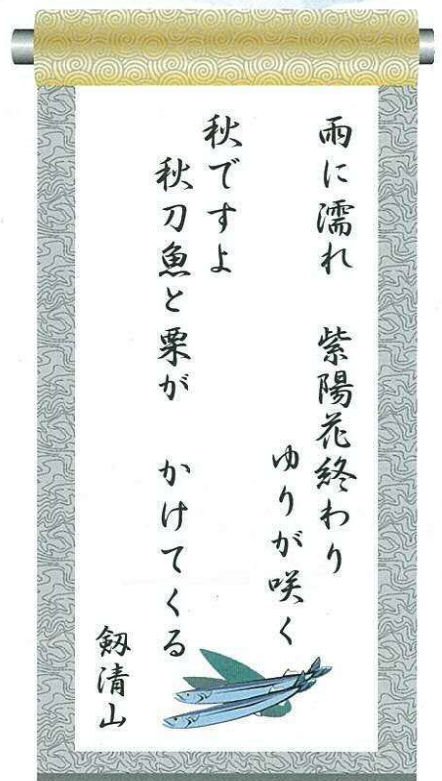 雨に濡れ　紫陽花終わり
ゆりが咲く
秋ですよ
秋刀魚と栗が　かけてくる
剱清山